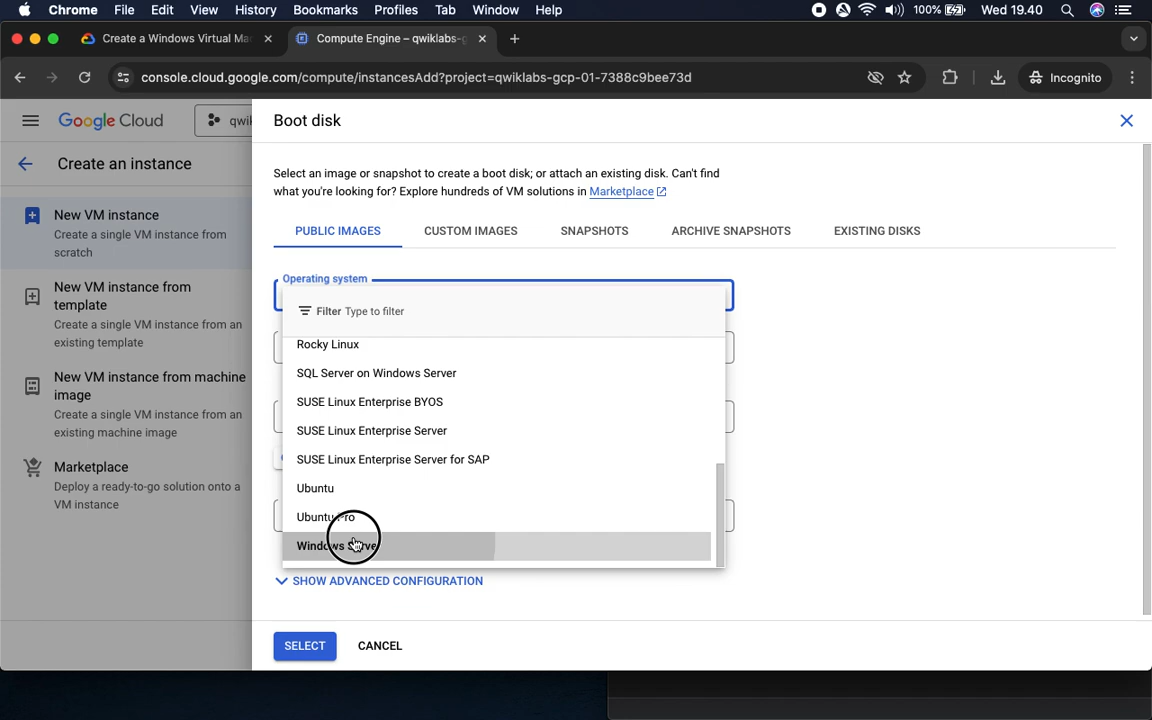 Chrome File Edit View History Bookmarks Profiles Tab Window Help 100% Wed 19.40
Create a Windows Virtual Ma
Compute Engine – qwiklabs-g
console.cloud.google.com/compute/instancesAdd?project=qwiklabs-gcp-01-7388c9bee73d
Incognito
Google Cloud
qwi
Create an instance
New VM instance
Create a single VM instance from
scratch
New VM instance from
template
Create a single VM instance from an
existing template
New VM instance from machine
image
Create a single VM instance from an
existing machine image
Marketplace
Deploy a ready-to-go solution onto a
VM instance
Boot disk
Select an image or snapshot to create a boot disk; or attach an existing disk. Can't find
what you're looking for? Explore hundreds of VM solutions in Marketplace
PUBLIC IMAGES CUSTOM IMAGES SNAPSHOTS ARCHIVE SNAPSHOTS EXISTING DISKS
Operating system
Filter Type to filter
Rocky Linux
SQL Server on Windows Server
SUSE Linux Enterprise BYOS
SUSE Linux Enterprise Server
SUSE Linux Enterprise Server for SAP
Ubuntu
Ubuntu Pro
Windows Server
SHOW ADVANCED CONFIGURATION
SELECT CANCEL